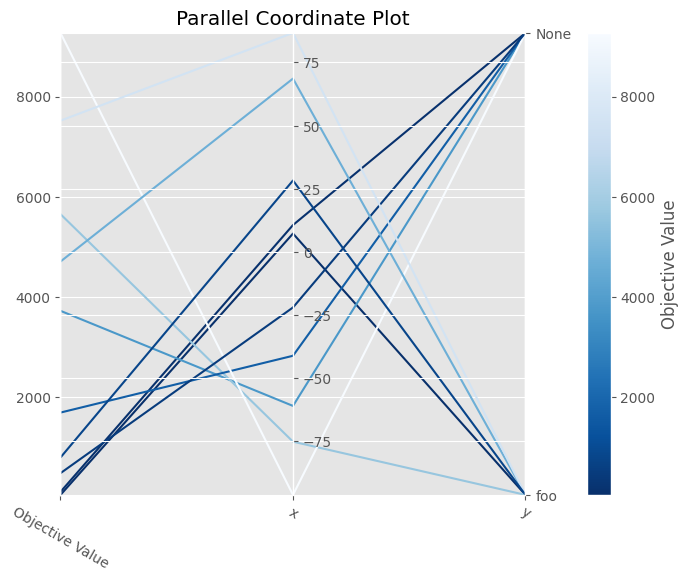 Parallel Coordinate Plot
8000
6000
4000
2000
75
50
25
0
−25
−50
−75
None
foo
8000
6000
4000
2000
Objective Value
Objective Value
x
y